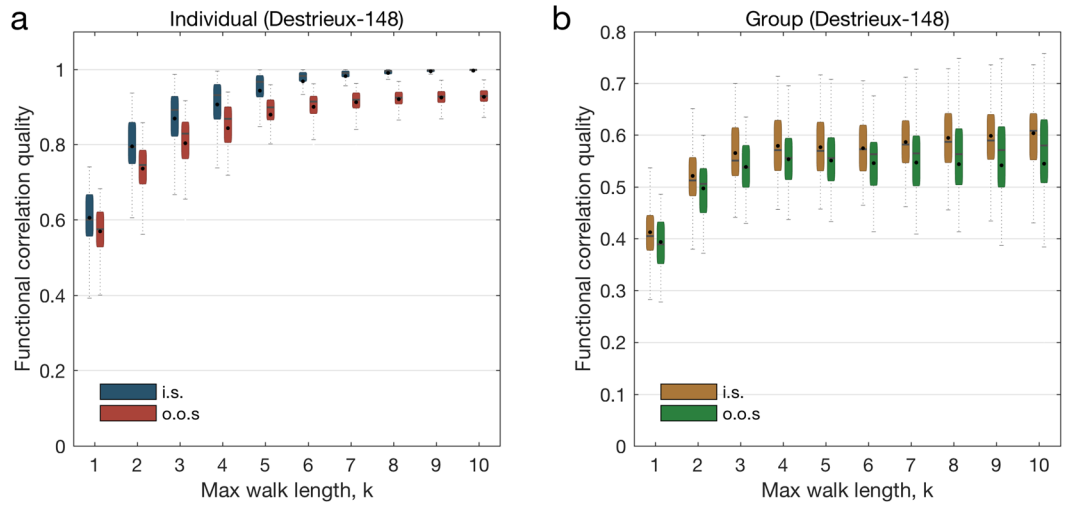 a
Individual (Destrieux-148)
Functional correlation quality
1
0.8
0.6
0.4
0.2
0
i.s.
o.o.s
1 2 3 4 5 6 7 8 9 10
Max walk length, k
b
Group (Destrieux-148)
Functional correlation quality
0.8
0.7
0.6
0.5
0.4
0.3
0.2
0.1
0
i.s.
o.o.s
1 2 3 4 5 6 7 8 9 10
Max walk length, k